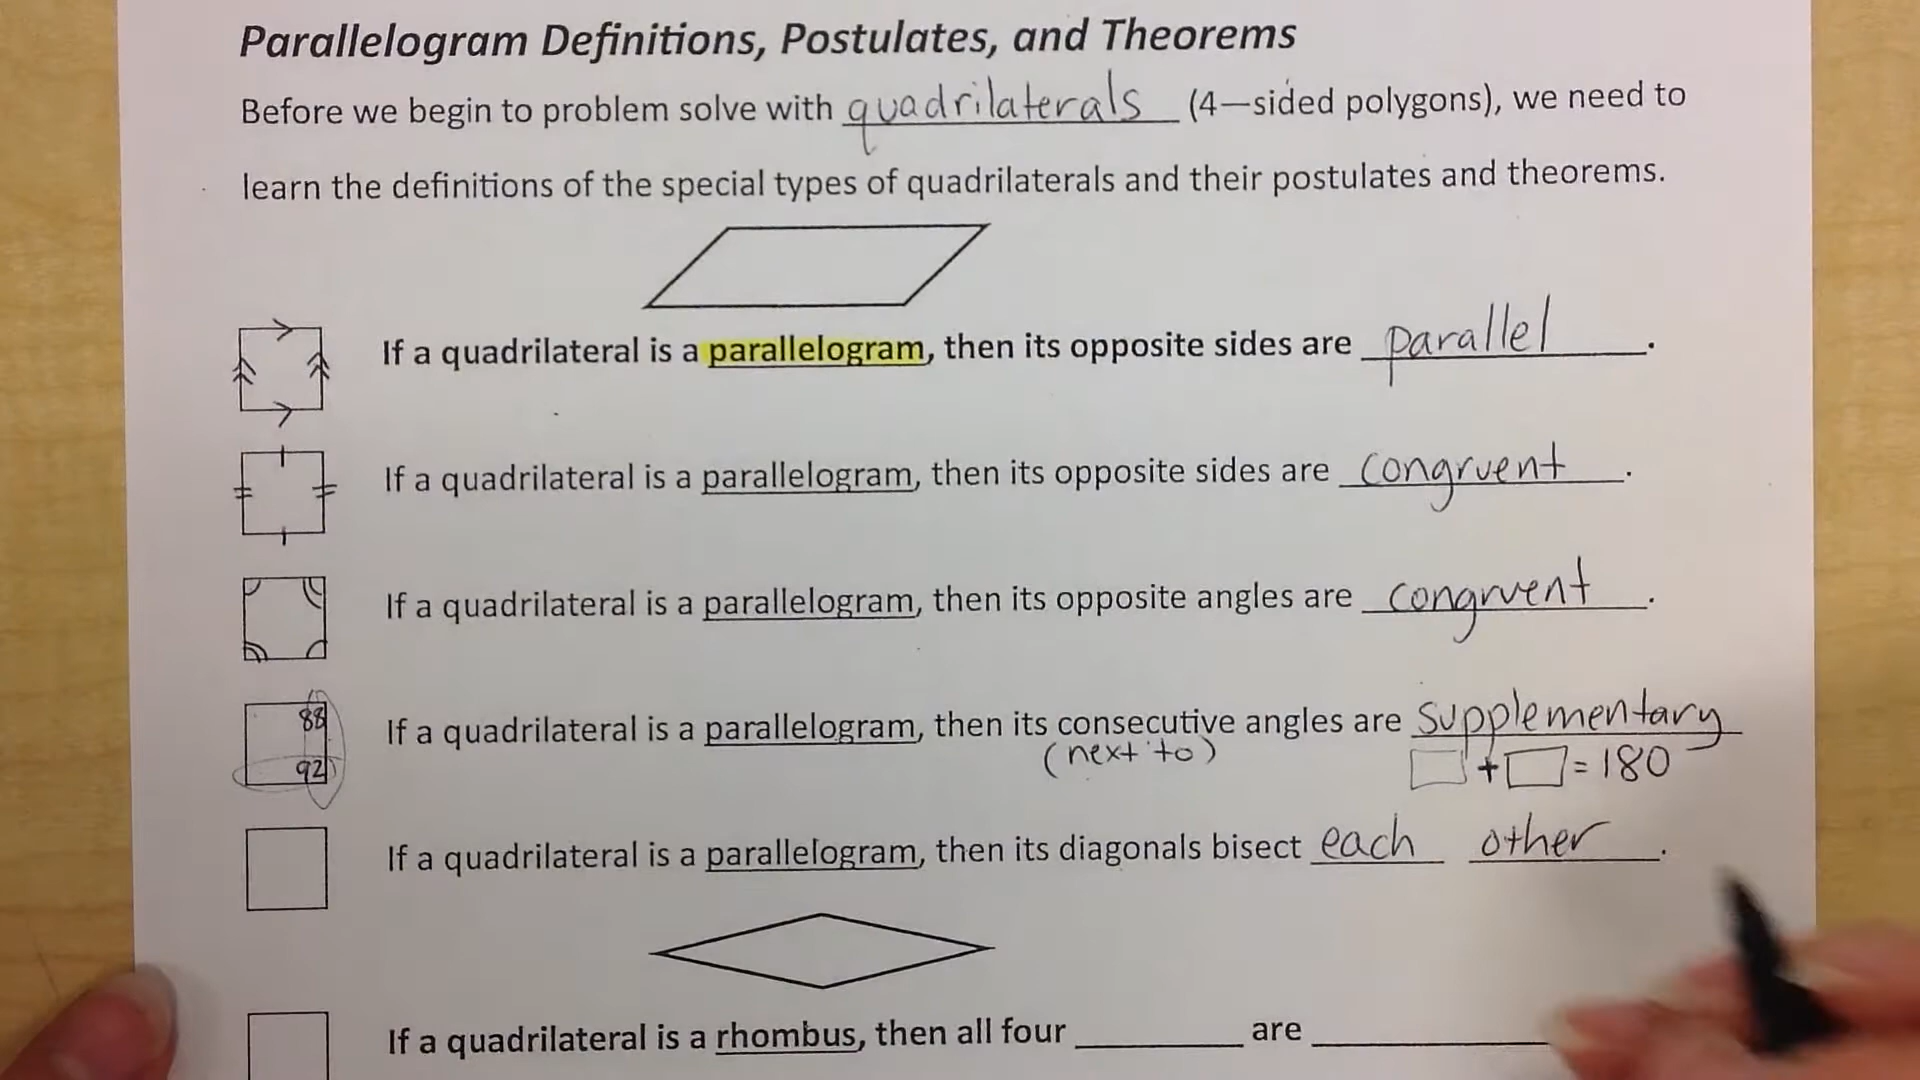 Parallelogram Definitions, Postulates, and Theorems
Before we begin to problem solve with quadrilaterals (4—sided polygons), we need to
learn the definitions of the special types of quadrilaterals and their postulates and theorems.
If a quadrilateral is a parallelogram, then its opposite sides are parallel.
If a quadrilateral is a parallelogram, then its opposite sides are congruent.
If a quadrilateral is a parallelogram, then its opposite angles are congruent.
88
If a quadrilateral is a parallelogram, then its consecutive angles are supplementary
92
(next to)
□ + □ = 180
If a quadrilateral is a parallelogram, then its diagonals bisect each other.
If a quadrilateral is a rhombus, then all four ________ are ________